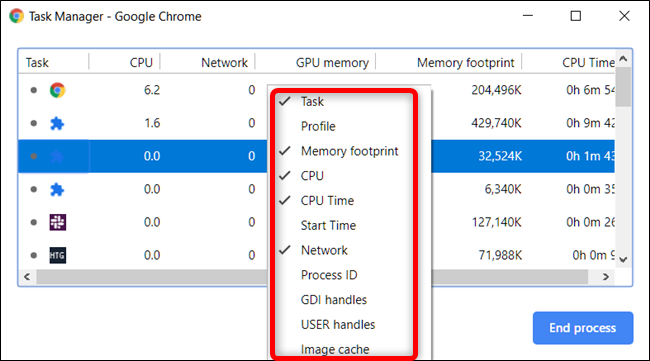 Task Manager - Google Chrome
Task CPU Network GPU memory Memory footprint CPU Time
6.2 0 204,496K 0h 6m 54
1.6 0 429,740K 0h 9m 42
0.0 0 32,524K 0h 1m 43
0.0 0 6,340K 0h 0m 35
0.0 0 127,140K 0h 0m 26
HTG 0.0 0 71,988K 0h 0m 9
Task
Profile
Memory footprint
CPU
CPU Time
Start Time
Network
Process ID
GDI handles
USER handles
Image cache
End process